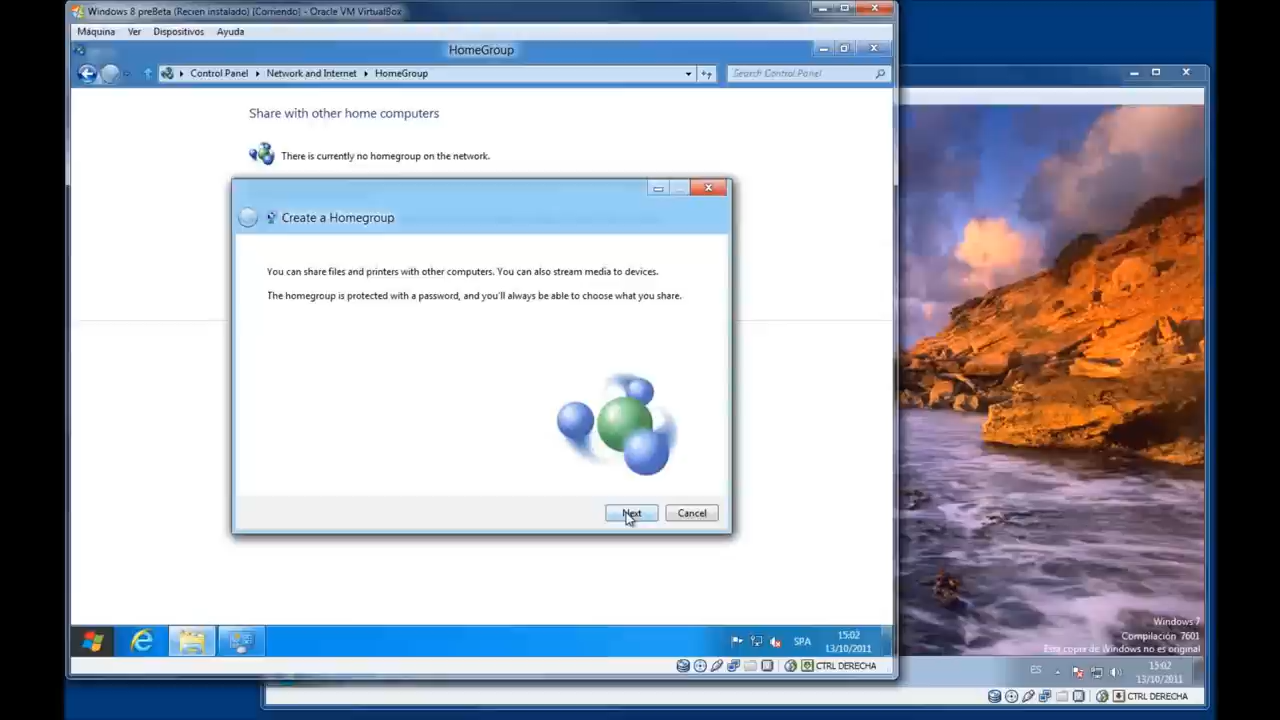 Windows 8 preBeta (Recien instalado) [Corriendo] - Oracle VM VirtualBox
Máquina Ver Dispositivos Ayuda
HomeGroup
Control Panel Network and Internet HomeGroup
Search Control Panel
Share with other home computers
There is currently no homegroup on the network.
Create a Homegroup
You can share files and printers with other computers. You can also stream media to devices.
The homegroup is protected with a password, and you'll always be able to choose what you share.
Next Cancel
SPA
15:02
13/10/2011
CTRL DERECHA
Windows 7
Compilación 7601
Esta copia de Windows no es original
ES
15:02
13/10/2011
CTRL DERECHA